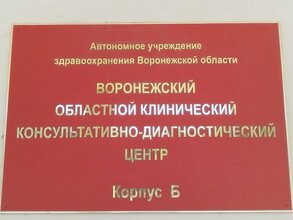 Автономное учреждение
здравоохранения Воронежской области
ВОРОНЕЖСКИЙ
ОБЛАСТНОЙ КЛИНИЧЕСКИЙ
КОНСУЛЬТАТИВНО-ДИАГНОСТИЧЕСКИЙ
ЦЕНТР
Корпус Б